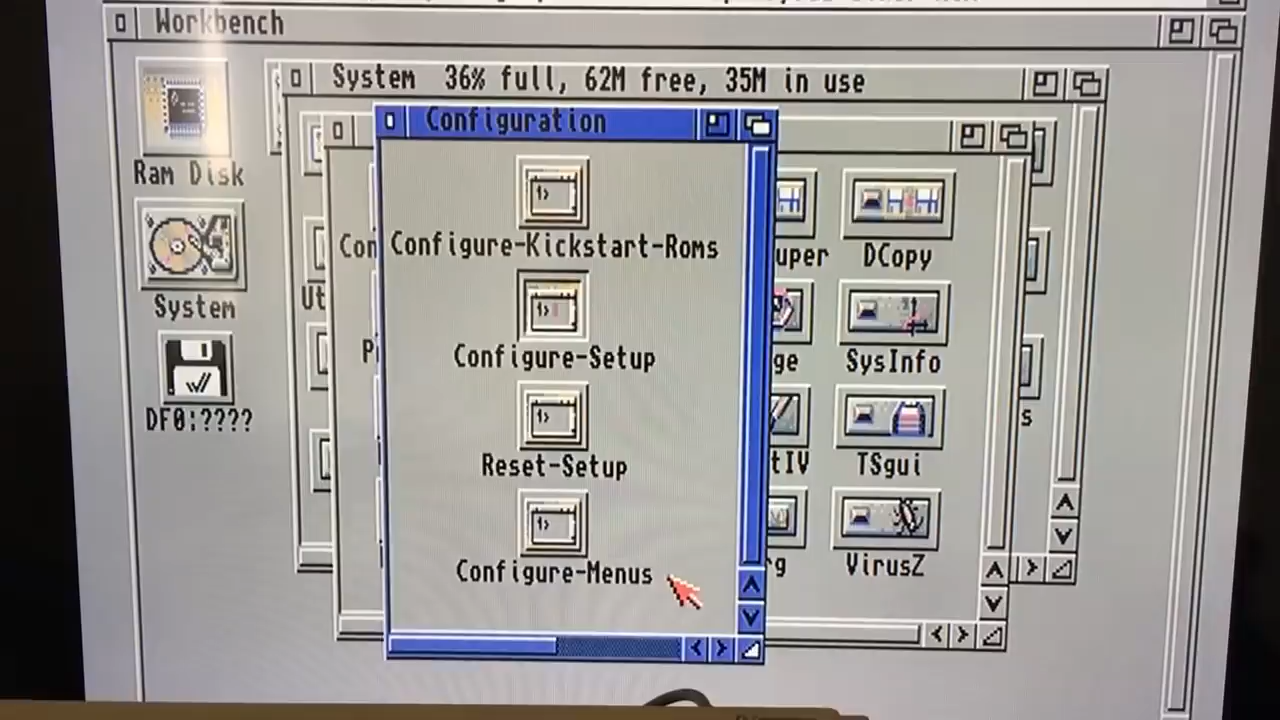 Workbench
System 36% full, 62M free, 35M in use
Configuration
Ram Disk
System
DF0:????
Configure-Kickstart-Roms
Configure-Setup
Reset-Setup
Configure-Menus
DCopy
SysInfo
TSgui
VirusZ